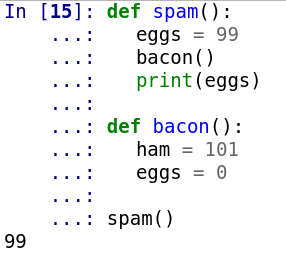 In [15]: def spam():
    ...:     eggs = 99
    ...:     bacon()
    ...:     print(eggs)
    ...:
    ...: def bacon():
    ...:     ham = 101
    ...:     eggs = 0
    ...:
    ...: spam()
99